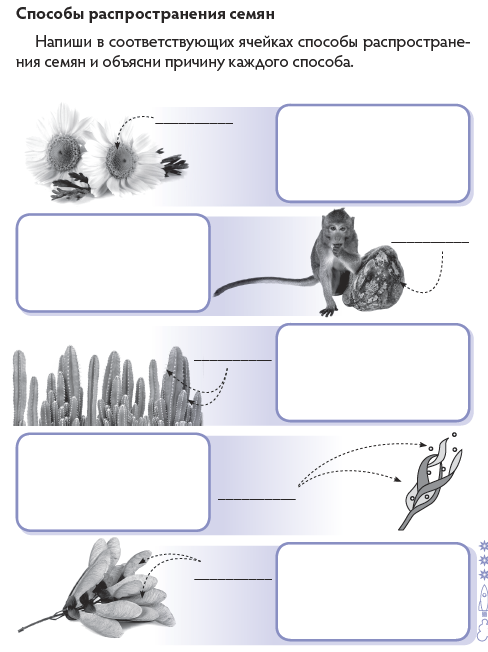 Способы распространения семян
Напиши в соответствующих ячейках способы распростране-
ния семян и объясни причину каждого способа.